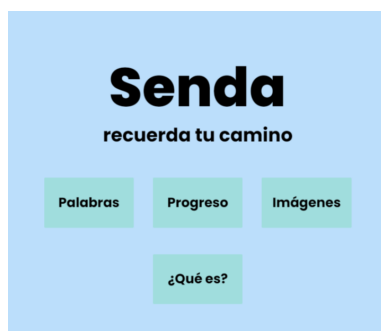 Senda
recuerda tu camino
Palabras Progreso Imágenes
¿Qué es?